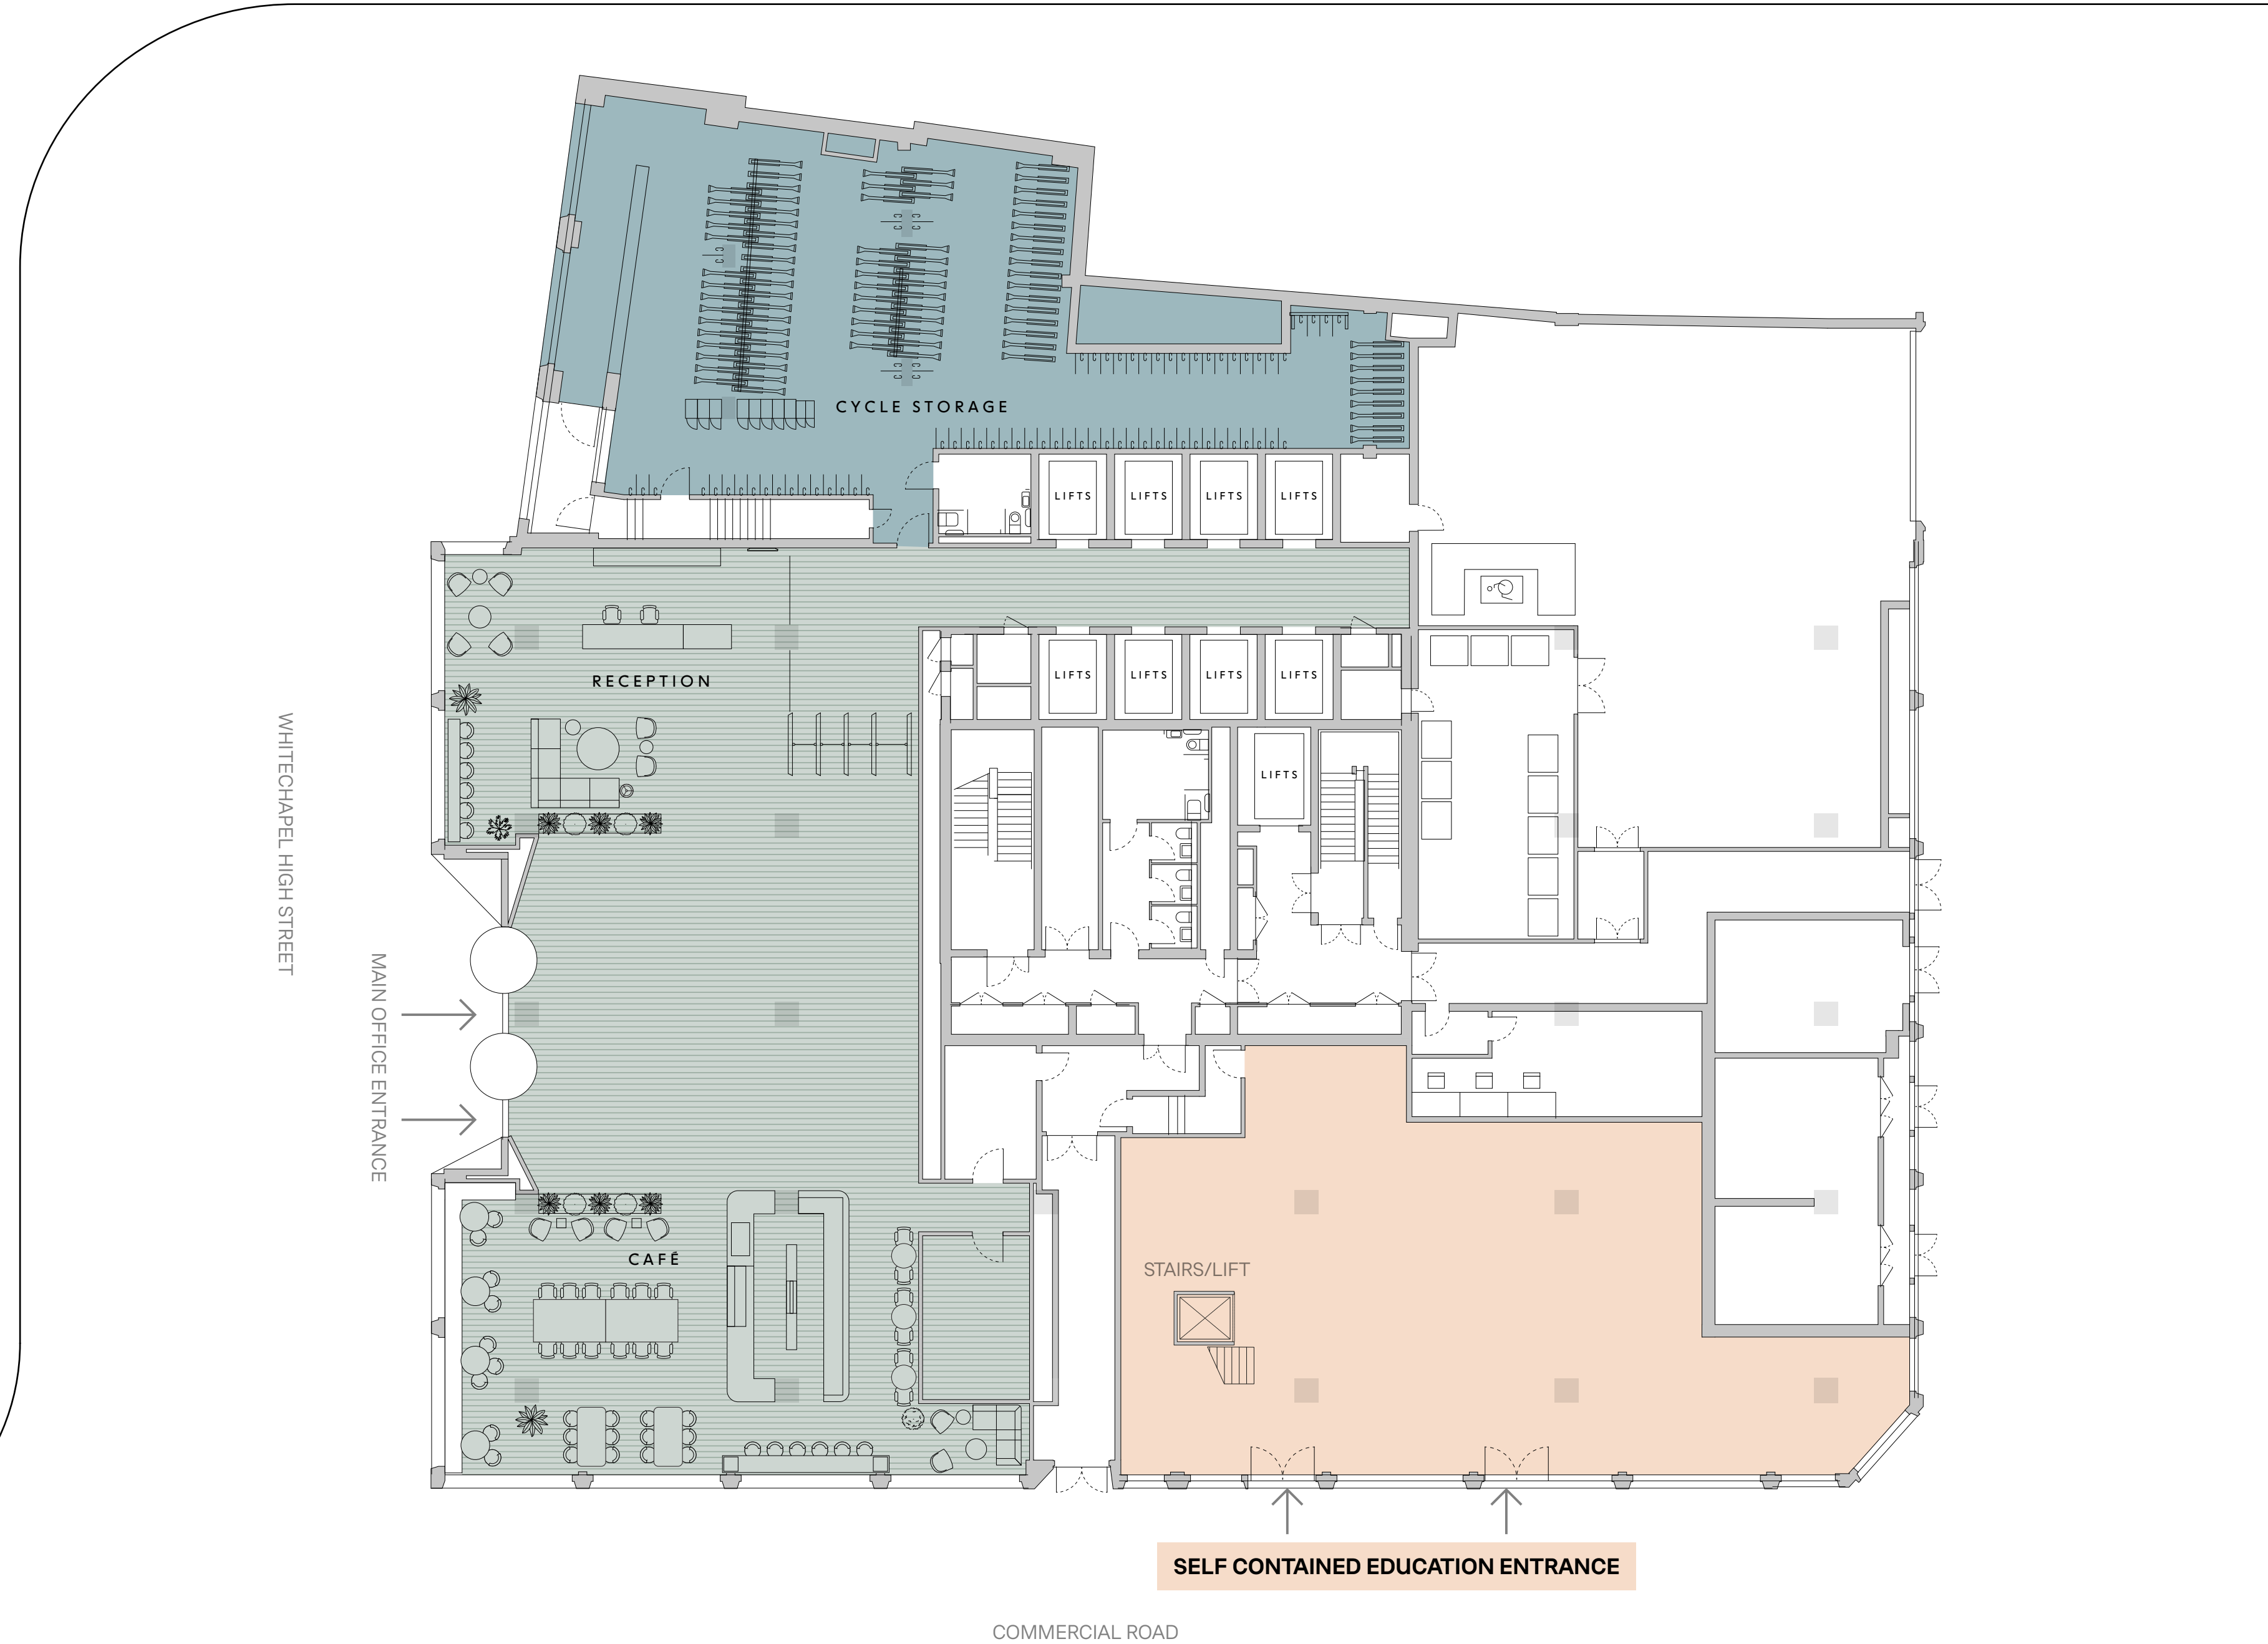 CYCLE STORAGE
LIFTS
LIFTS
LIFTS
LIFTS
RECEPTION
LIFTS
LIFTS
LIFTS
LIFTS
LIFTS
WHITECHAPEL HIGH STREET
MAIN OFFICE ENTRANCE
CAFÉ
STAIRS/LIFT
SELF CONTAINED EDUCATION ENTRANCE
COMMERCIAL ROAD